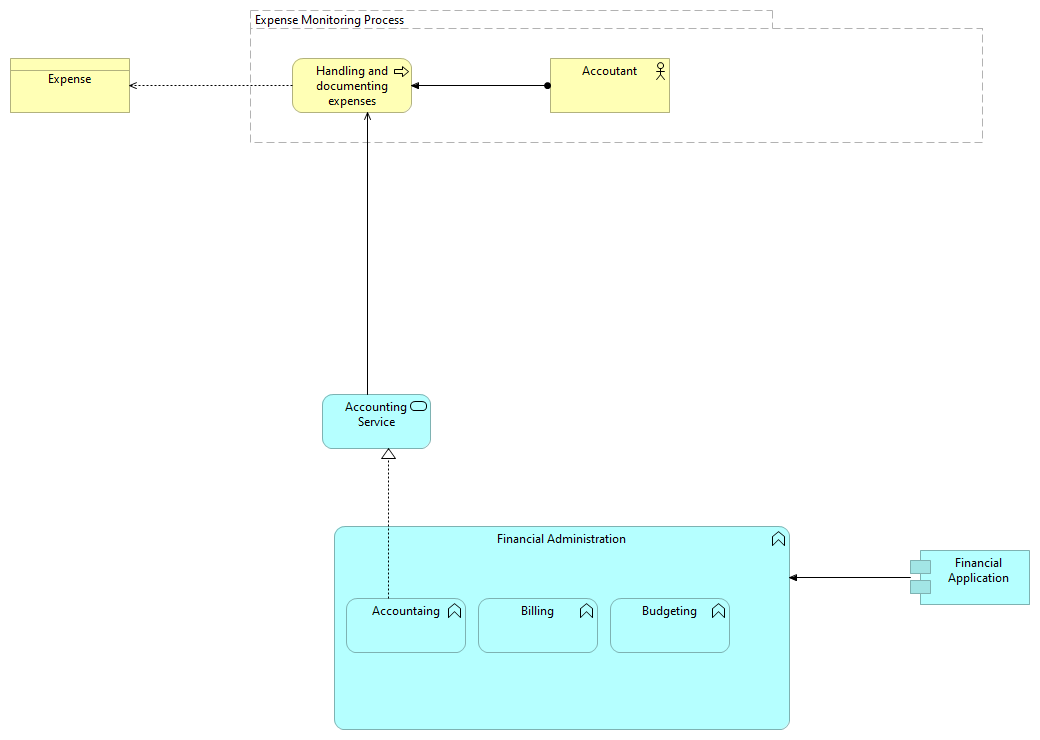 Expense Monitoring Process
Expense
Handling and
documenting
expenses
Accoutant
Accounting
Service
Financial Administration
Accountaing
Billing
Budgeting
Financial
Application